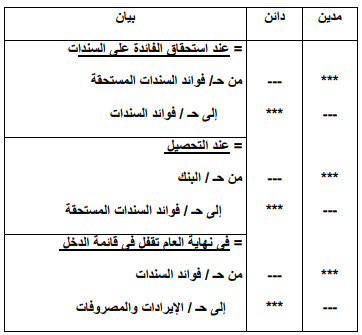 مدين دائن بيان
= عند استحقاق الفائدة على السندات
*** --- من حـ/ فوائد السندات المستحقة
--- *** إلى حـ / فوائد السندات
= عند التحصيل
*** --- من حـ / البنك
--- *** إلى حـ / فوائد السندات المستحقة
= في نهاية العام تقفل في قائمة الدخل
*** --- من حـ / فوائد السندات
--- *** إلى حـ / الإيرادات والمصروفات